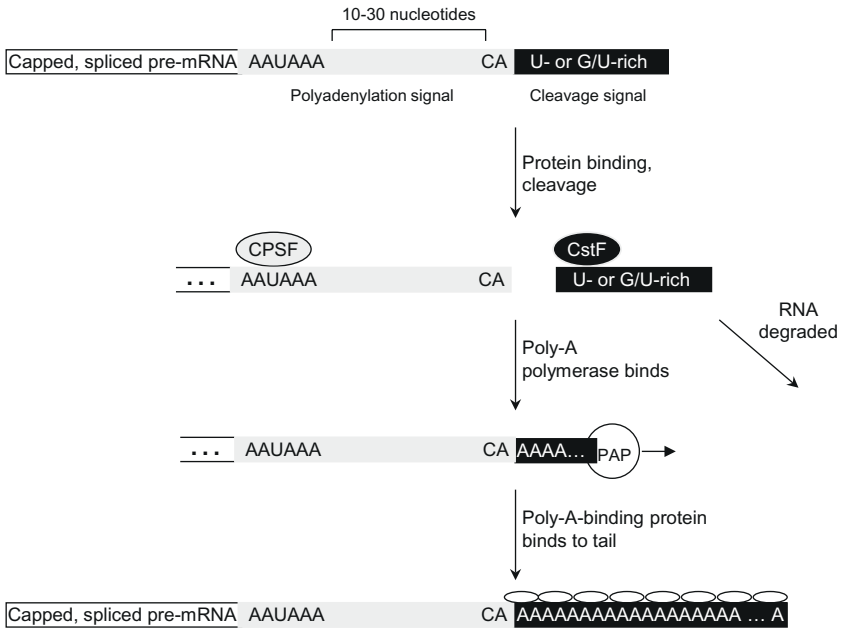 10-30 nucleotides
Capped, spliced pre-mRNA AAUAAA CA U- or G/U-rich
Polyadenylation signal Cleavage signal
Protein binding,
cleavage
CPSF CstF
... AAUAAA CA U- or G/U-rich
RNA
degraded
Poly-A
polymerase binds
... AAUAAA CA AAAA... PAP
Poly-A-binding protein
binds to tail
Capped, spliced pre-mRNA AAUAAA CA AAAAAAAAAAAAAAAAAA ... A